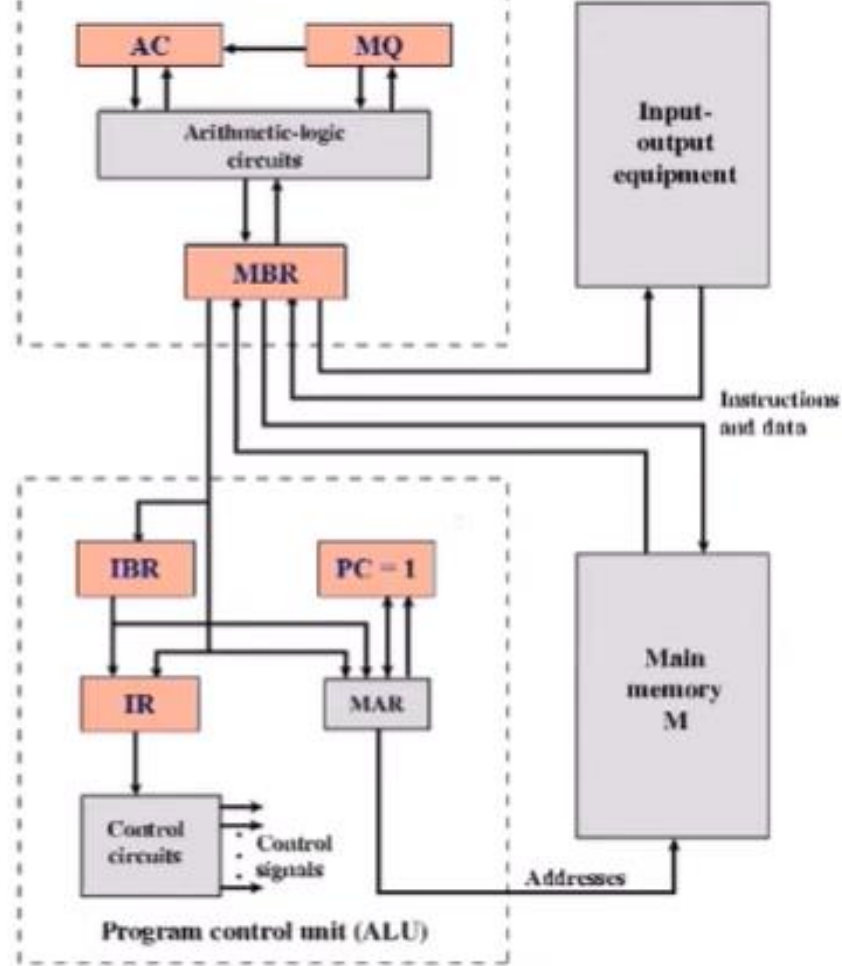 AC
MQ
Arithmetic-logic
circuits
MBR
Input-
output
equipment
Instructions
and data
IBR
PC = 1
IR
MAR
Main
memory
M
Control
circuits
Control
signals
Addresses
Program control unit (ALU)